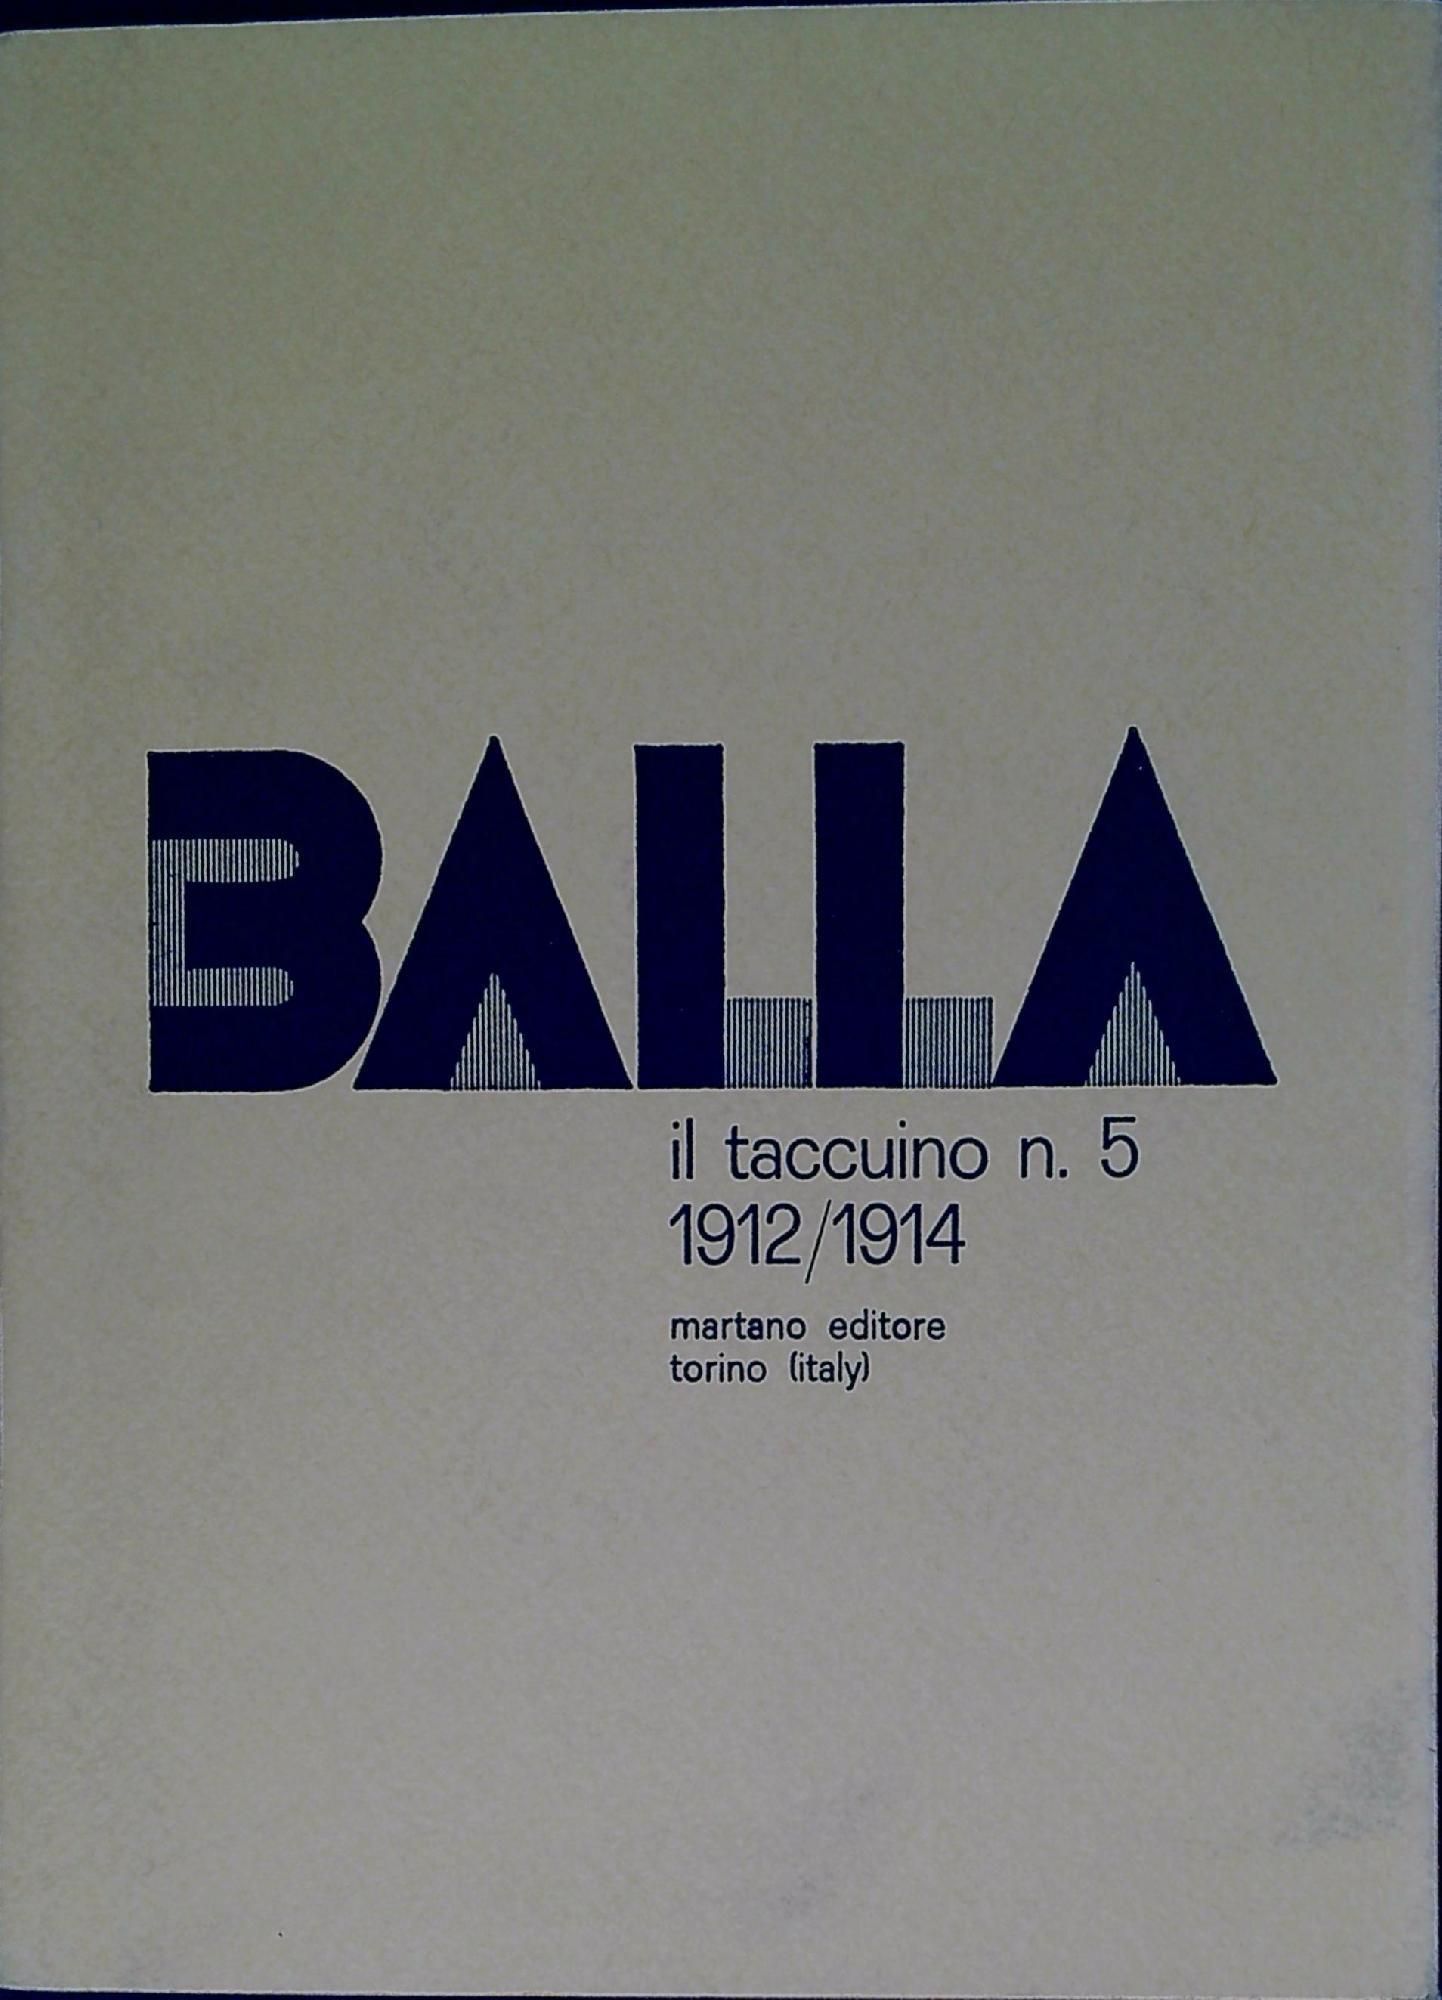 BALLA
il taccuino n. 5
1912/1914
martano editore
torino (italy)